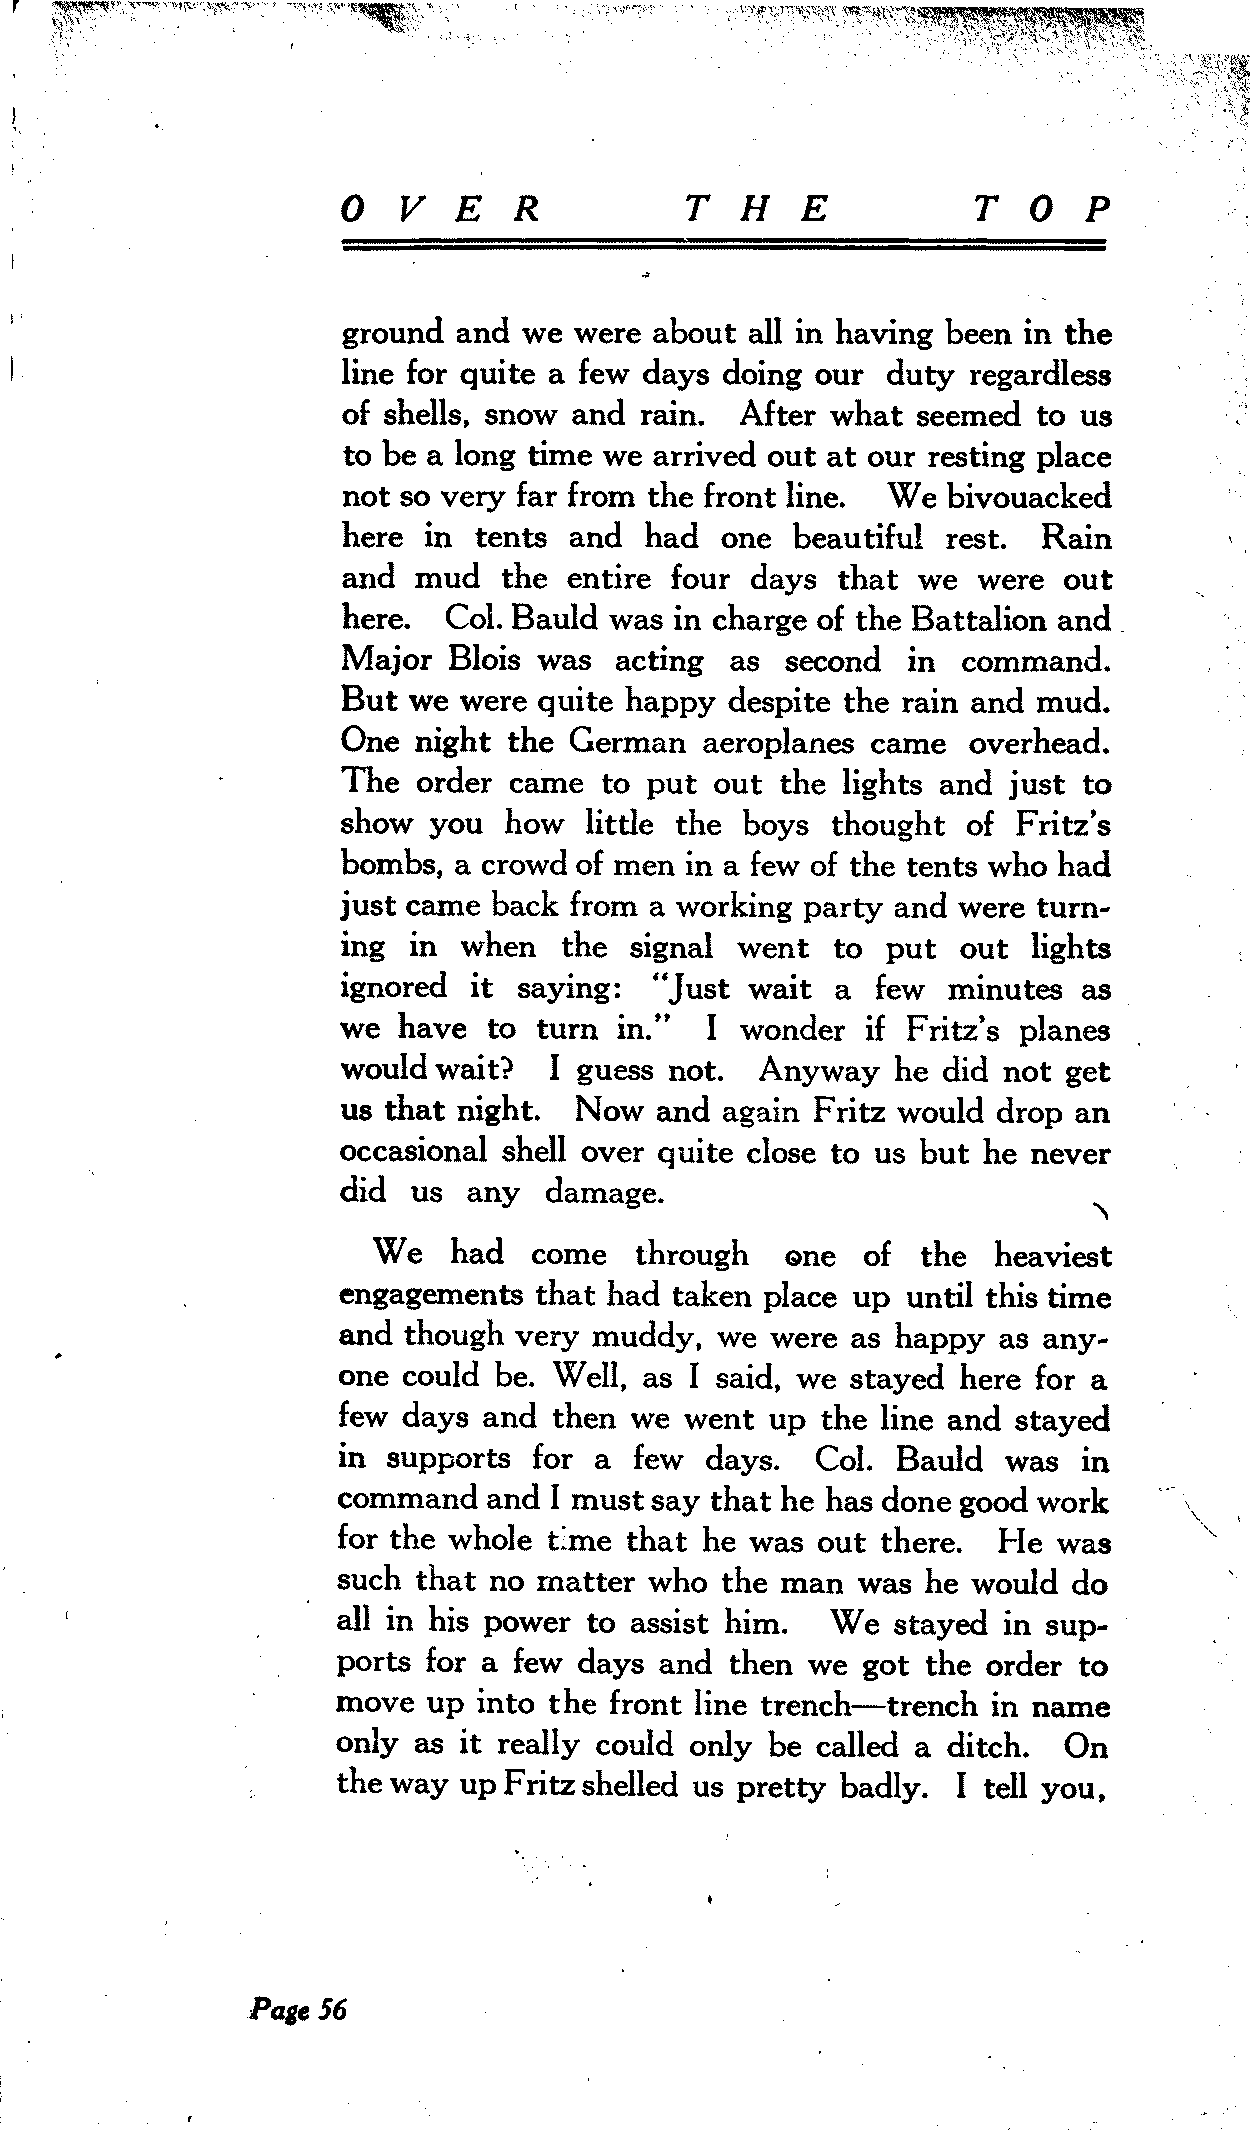 OVER THE TOP
ground and we were about all in having been in the
line for quite a few days doing our duty regardless
of shells, snow and rain. After what seemed to us
to be a long time we arrived out at our resting place
not so very far from the front line. We bivouacked
here in tents and had one beautiful rest. Rain
and mud the entire four days that we were out
here. Col. Bauld was in charge of the Battalion and
Major Blois was acting as second in command.
But we were quite happy despite the rain and mud.
One night the German aeroplanes came overhead.
The order came to put out the lights and just to
show you how little the boys thought of Fritz's
bombs, a crowd of men in a few of the tents who had
just came back from a working party and were turn-
ing in when the signal went to put out lights
ignored it saying: "Just wait a few minutes as
we have to turn in." I wonder if Fritz's planes
would wait? I guess not. Anyway he did not get
us that night. Now and again Fritz would drop an
occasional shell over quite close to us but he never
did us any damage.
We had come through one of the heaviest
engagements that had taken place up until this time
and though very muddy, we were as happy as any-
one could be. Well, as I said, we stayed here for a
few days and then we went up the line and stayed
in supports for a few days. Col. Bauld was in
command and I must say that he has done good work
for the whole time that he was out there. He was
such that no matter who the man was he would do
all in his power to assist him. We stayed in sup-
ports for a few days and then we got the order to
move up into the front line trench—trench in name
only as it really could only be called a ditch. On
the way up Fritz shelled us pretty badly. I tell you,
Page 56